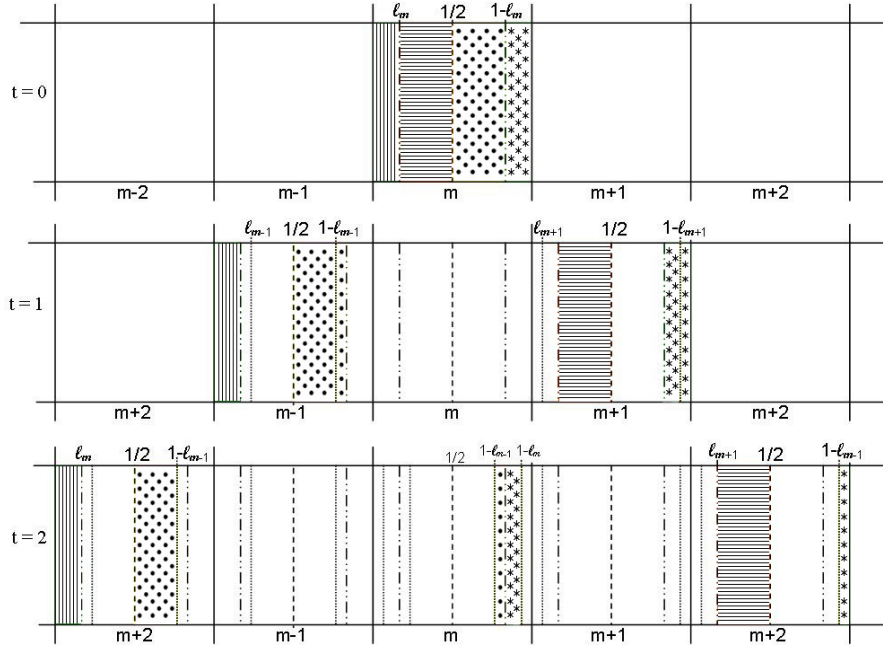 ℓm 1/2 1-ℓm
t = 0
m-2 m-1 m m+1 m+2
ℓm-1 1/2 1-ℓm-1 ℓm+1 1/2 1-ℓm+1
t = 1
m+2 m-1 m m+1 m+2
ℓm 1/2 1-ℓm-1 1/2 1-ℓm-1 1-ℓm ℓm+1 1/2 1-ℓm-1
t = 2
m+2 m-1 m m+1 m+2